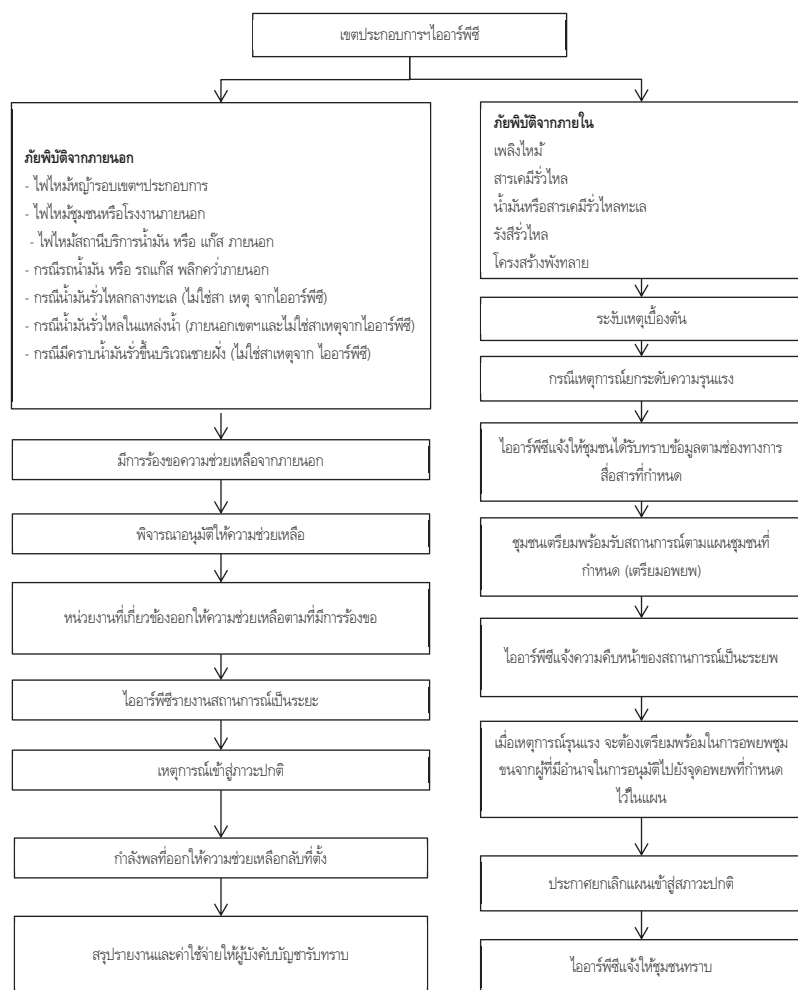 เขตประกอบการฯไออาร์พีซี
ภัยพิบัติจากภายนอก
- ไฟไหม้หญ้ารอบเขตฯประกอบการ
- ไฟไหม้ชุมชนหรือโรงงานภายนอก
- ไฟไหม้สถานีบริการน้ำมัน หรือ แก๊ส ภายนอก
- กรณีรถน้ำมัน หรือ รถแก๊ส พลิกคว่ำภายนอก
- กรณีน้ำมันรั่วไหลกลางทะเล (ไม่ใช่สา เหตุ จากไออาร์พีซี)
- กรณีน้ำมันรั่วไหลในแหล่งน้ำ (ภายนอกเขตฯและไม่ใช่สาเหตุจากไออาร์พีซี)
- กรณีมีคราบน้ำมันรั่วขึ้นบริเวณชายฝั่ง (ไม่ใช่สาเหตุจาก ไออาร์พีซี)
มีการร้องขอความช่วยเหลือจากภายนอก
พิจารณาอนุมัติให้ความช่วยเหลือ
หน่วยงานที่เกี่ยวข้องออกให้ความช่วยเหลือตามที่มีการร้องขอ
ไออาร์พีซีรายงานสถานการณ์เป็นระยะ
เหตุการณ์เข้าสู่ภาวะปกติ
กำลังพลที่ออกให้ความช่วยเหลือกลับที่ตั้ง
สรุปรายงานและค่าใช้จ่ายให้ผู้บังคับบัญชารับทราบ
ภัยพิบัติจากภายใน
เพลิงไหม้
สารเคมีรั่วไหล
น้ำมันหรือสารเคมีรั่วไหลทะเล
รังสีรั่วไหล
โครงสร้างพังทลาย
ระงับเหตุเบื้องต้น
กรณีเหตุการณ์ยกระดับความรุนแรง
ไออาร์พีซีแจ้งให้ชุมชนได้รับทราบข้อมูลตามช่องทางการ
สื่อสารที่กำหนด
ชุมชนเตรียมพร้อมรับสถานการณ์ตามแผนชุมชนที่
กำหนด (เตรียมอพยพ)
ไออาร์พีซีแจ้งความคืบหน้าของสถานการณ์เป็นะระยพ
เมื่อเหตุการณ์รุนแรง จะต้องเตรียมพร้อมในการอพยพชุม
ชนจากผู้ที่มีอำนาจในการอนุมัติไปยังจุดอพยพที่กำหนด
ไว้ในแผน
ประกาศยกเลิกแผนเข้าสู่สภาวะปกติ
ไออาร์พีซีแจ้งให้ชุมชนทราบ